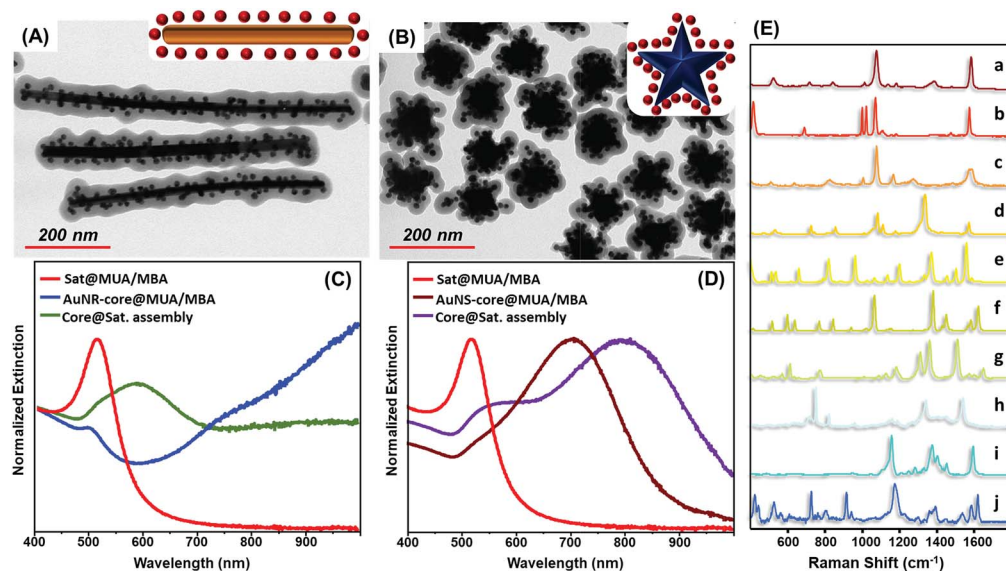 (A)
200 nm
(B)
200 nm
(C)
Sat@MUA/MBA
AuNR-core@MUA/MBA
Core@Sat. assembly
Normalized Extinction
400 500 600 700 800 900
Wavelength (nm)
(D)
Sat@MUA/MBA
AuNS-core@MUA/MBA
Core@Sat. assembly
Normalized Extinction
400 500 600 700 800 900
Wavelength (nm)
(E)
a
b
c
d
e
f
g
h
i
j
600 800 1000 1200 1400 1600
Raman Shift (cm⁻¹)